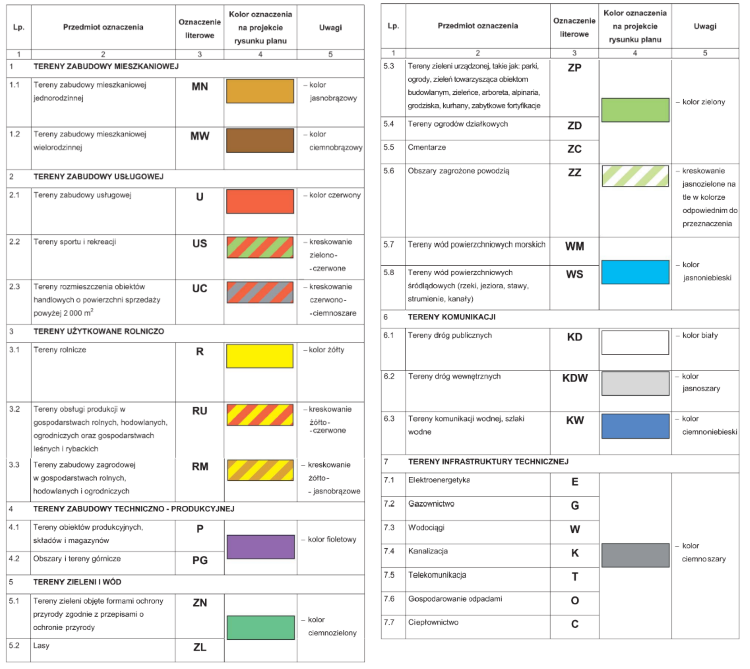 Lp.
Przedmiot oznaczenia
Oznaczenie
literowe
Kolor oznaczenia
na projekcie
rysunku planu
Uwagi
1
2
3
4
5
1
TERENY ZABUDOWY MIESZKANIOWEJ
1.1
Tereny zabudowy mieszkaniowej
jednorodzinnej
MN
– kolor
jasnobrązowy
1.2
Tereny zabudowy mieszkaniowej
wielorodzinnej
MW
– kolor
ciemnobrązowy
2
TERENY ZABUDOWY USŁUGOWEJ
2.1
Tereny zabudowy usługowej
U
– kolor czerwony
2.2
Tereny sportu i rekreacji
US
– kreskowanie
zielono-
–czerwone
2.3
Tereny rozmieszczenia obiektów
handlowych o powierzchni sprzedaży
powyżej 2 000 m²
UC
– kreskowanie
czerwono-
-ciemnoszare
3
TERENY UŻYTKOWANE ROLNICZO
3.1
Tereny rolnicze
R
– kolor żółty
3.2
Tereny obsługi produkcji w
gospodarstwach rolnych, hodowlanych,
ogrodniczych oraz gospodarstwach
leśnych i rybackich
RU
– kreskowanie
żółto-
-czerwone
3.3
Tereny zabudowy zagrodowej
w gospodarstwach rolnych,
hodowlanych i ogrodniczych
RM
– kreskowanie
żółto-
- jasnobrązowe
4
TERENY ZABUDOWY TECHNICZNO - PRODUKCYJNEJ
4.1
Tereny obiektów produkcyjnych,
składów i magazynów
P
– kolor fioletowy
4.2
Obszary i tereny górnicze
PG
5
TERENY ZIELENI I WÓD
5.1
Tereny zieleni objęte formami ochrony
przyrody zgodnie z przepisami o
ochronie przyrody
ZN
– kolor
ciemnozielony
5.2
Lasy
ZL
Lp.
Przedmiot oznaczenia
Oznaczenie
literowe
Kolor oznaczenia
na projekcie
rysunku planu
Uwagi
1
2
3
4
5
5.3
Tereny zieleni urządzonej, takie jak: parki,
ogrody, zieleń towarzysząca obiektom
budowlanym, zieleńce, arboreta, alpinaria,
grodziska, kurhany, zabytkowe fortyfikacje
ZP
– kolor zielony
5.4
Tereny ogrodów działkowych
ZD
5.5
Cmentarze
ZC
5.6
Obszary zagrożone powodzią
ZZ
– kreskowanie
jasnozielone na
tle w kolorze
odpowiednim do
przeznaczenia
5.7
Tereny wód powierzchniowych morskich
WM
– kolor
jasnoniebieski
5.8
Tereny wód powierzchniowych
śródlądowych (rzeki, jeziora, stawy,
strumienie, kanały)
WS
6
TERENY KOMUNIKACJI
6.1
Tereny dróg publicznych
KD
– kolor biały
6.2
Tereny dróg wewnętrznych
KDW
– kolor
jasnoszary
6.3
Tereny komunikacji wodnej, szlaki
wodne
KW
– kolor
ciemnoniebieski
7
TERENY INFRASTRUKTURY TECHNICZNEJ
7.1
Elektroenergetyka
E
7.2
Gazownictwo
G
7.3
Wodociągi
W
7.4
Kanalizacja
K
– kolor
ciemnoszary
7.5
Telekomunikacja
T
7.6
Gospodarowanie odpadami
O
7.7
Ciepłownictwo
C